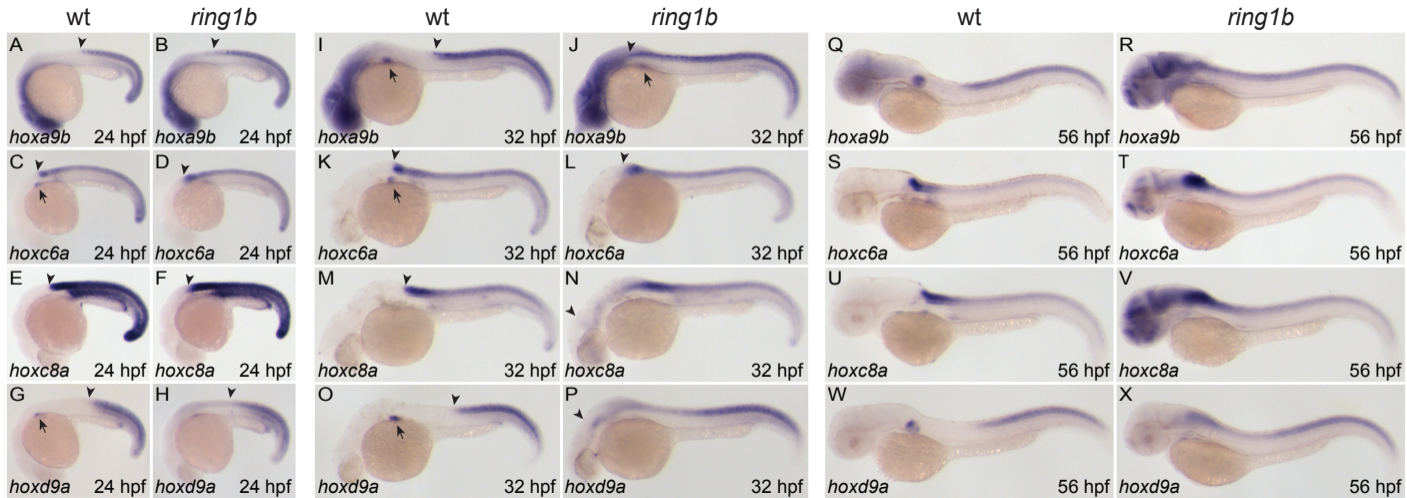 wt ring1b wt ring1b wt ring1b
A B I J Q R
hoxa9b 24 hpf hoxa9b 24 hpf hoxa9b 32 hpf hoxa9b 32 hpf hoxa9b 56 hpf hoxa9b 56 hpf
C D K L S T
hoxc6a 24 hpf hoxc6a 24 hpf hoxc6a 32 hpf hoxc6a 32 hpf hoxc6a 56 hpf hoxc6a 56 hpf
E F M N U V
hoxc8a 24 hpf hoxc8a 24 hpf hoxc8a 32 hpf hoxc8a 32 hpf hoxc8a 56 hpf hoxc8a 56 hpf
G H O P W X
hoxd9a 24 hpf hoxd9a 24 hpf hoxd9a 32 hpf hoxd9a 32 hpf hoxd9a 56 hpf hoxd9a 56 hpf